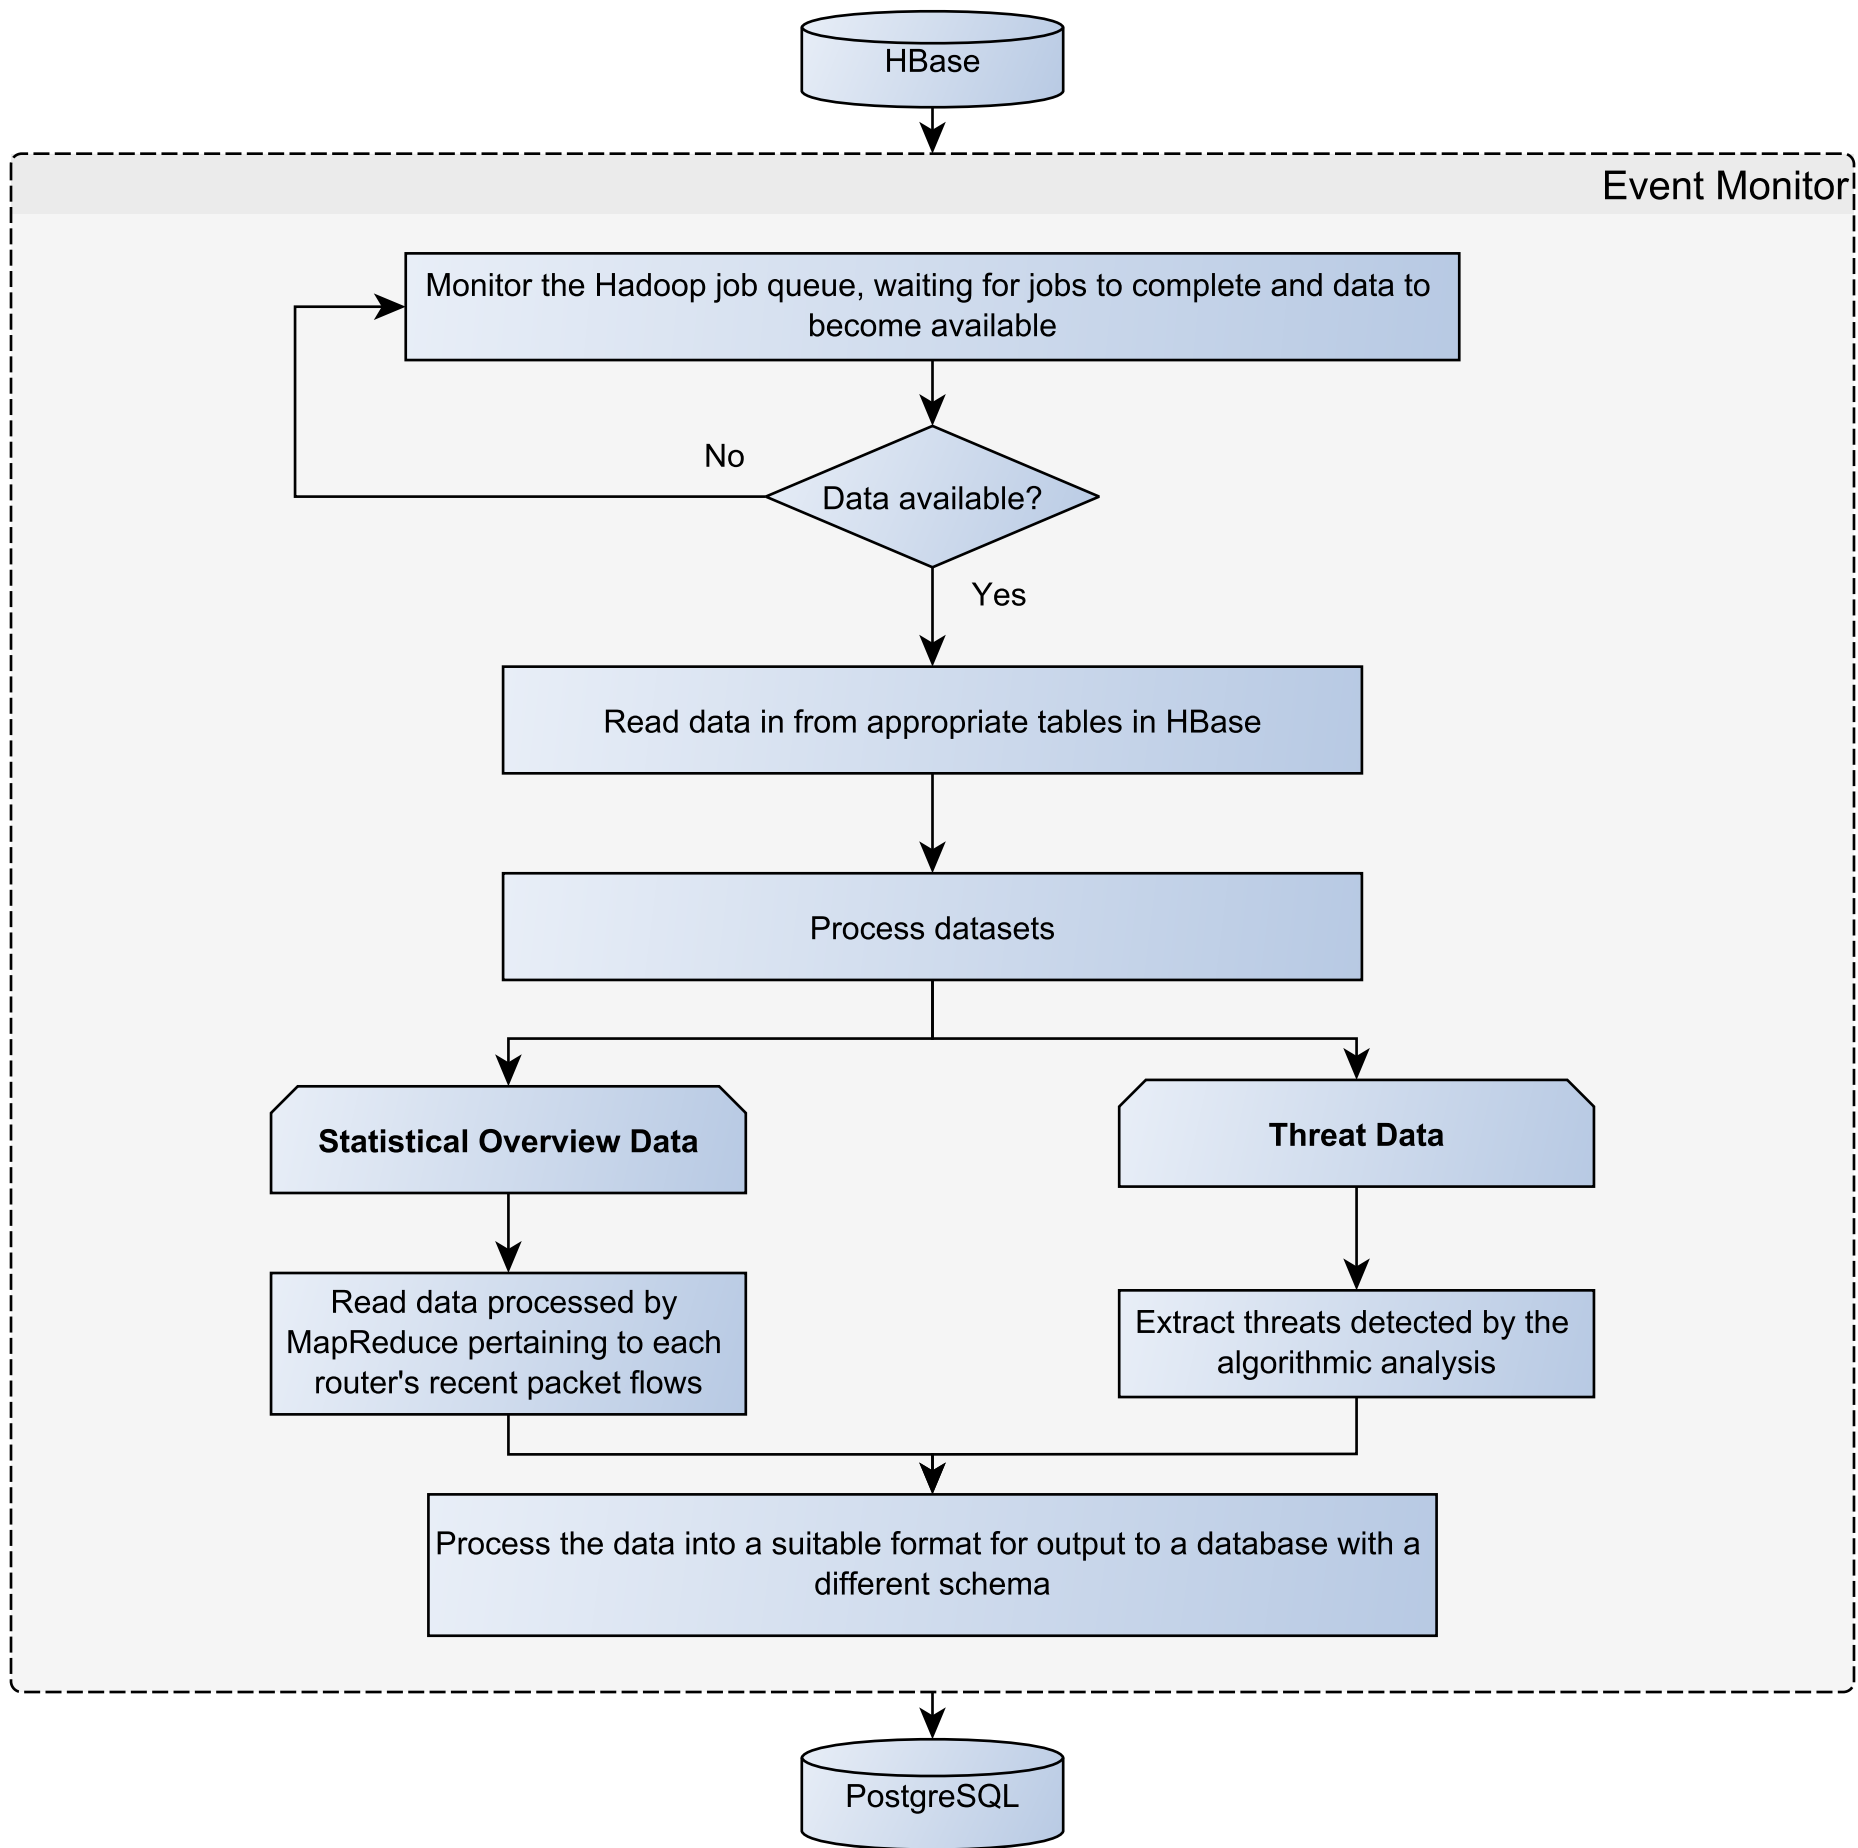 HBase
Event Monitor
Monitor the Hadoop job queue, waiting for jobs to complete and data to
become available
No
Data available?
Yes
Read data in from appropriate tables in HBase
Process datasets
Statistical Overview Data
Threat Data
Read data processed by
MapReduce pertaining to each
router's recent packet flows
Extract threats detected by the
algorithmic analysis
Process the data into a suitable format for output to a database with a
different schema
PostgreSQL